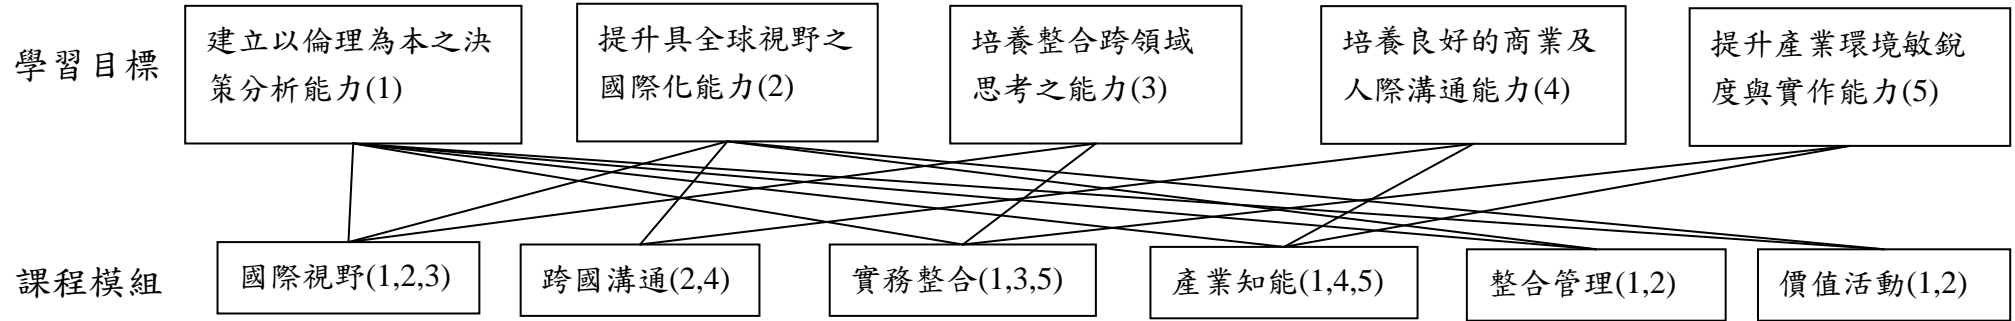 學習目標
建立以倫理為本之決
策分析能力(1)
提升具全球視野之
國際化能力(2)
培養整合跨領域
思考之能力(3)
培養良好的商業及
人際溝通能力(4)
提升產業環境敏銳
度與實作能力(5)
課程模組
國際視野(1,2,3)
跨國溝通(2,4)
實務整合(1,3,5)
產業知能(1,4,5)
整合管理(1,2)
價值活動(1,2)